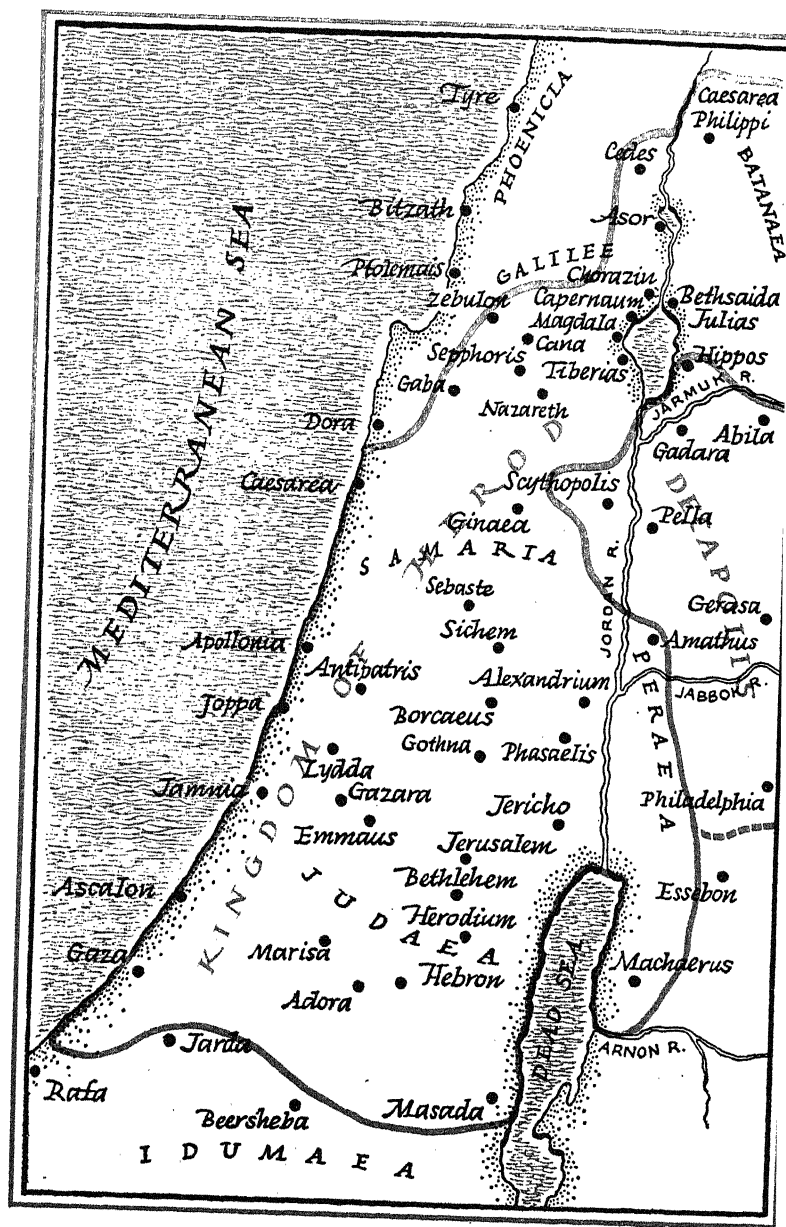 Tyre
PHOENICIA
Caesarea
Philippi
BATANAEA
Cedes
Bitzath
Asor
MEDITERRANEAN SEA
Ptolemais
GALILEE
Chorazin
Zebulon
Capernaum
Bethsaida
Julias
Magdala
Cana
Sepphoris
Tiberias
Hippos
Gaba
Nazareth
JARMUK R.
Dora
Gadara
Abila
Caesarea
Scythopolis
DEAPOLIS
Ginaea
Pella
SAMARIA
KINGDOM OF HEROD
Sebaste
JORDAN R.
Gerasa
Sichem
Amathus
Apollonia
Antipatris
Alexandrium
PERAEA
JABBOK R.
Joppa
Borcaeus
Gothna
Phasaelis
Lydda
Jamnia
Gazara
Jericho
Philadelphia
Emmaus
Jerusalem
Ascalon
Bethlehem
Essebon
JUDAEA
Herodium
Gaza
Marisa
Hebron
Machaerus
Adora
DEAD SEA
Jarda
ARNON R.
Rafa
Beersheba
Masada
IDUMAEA